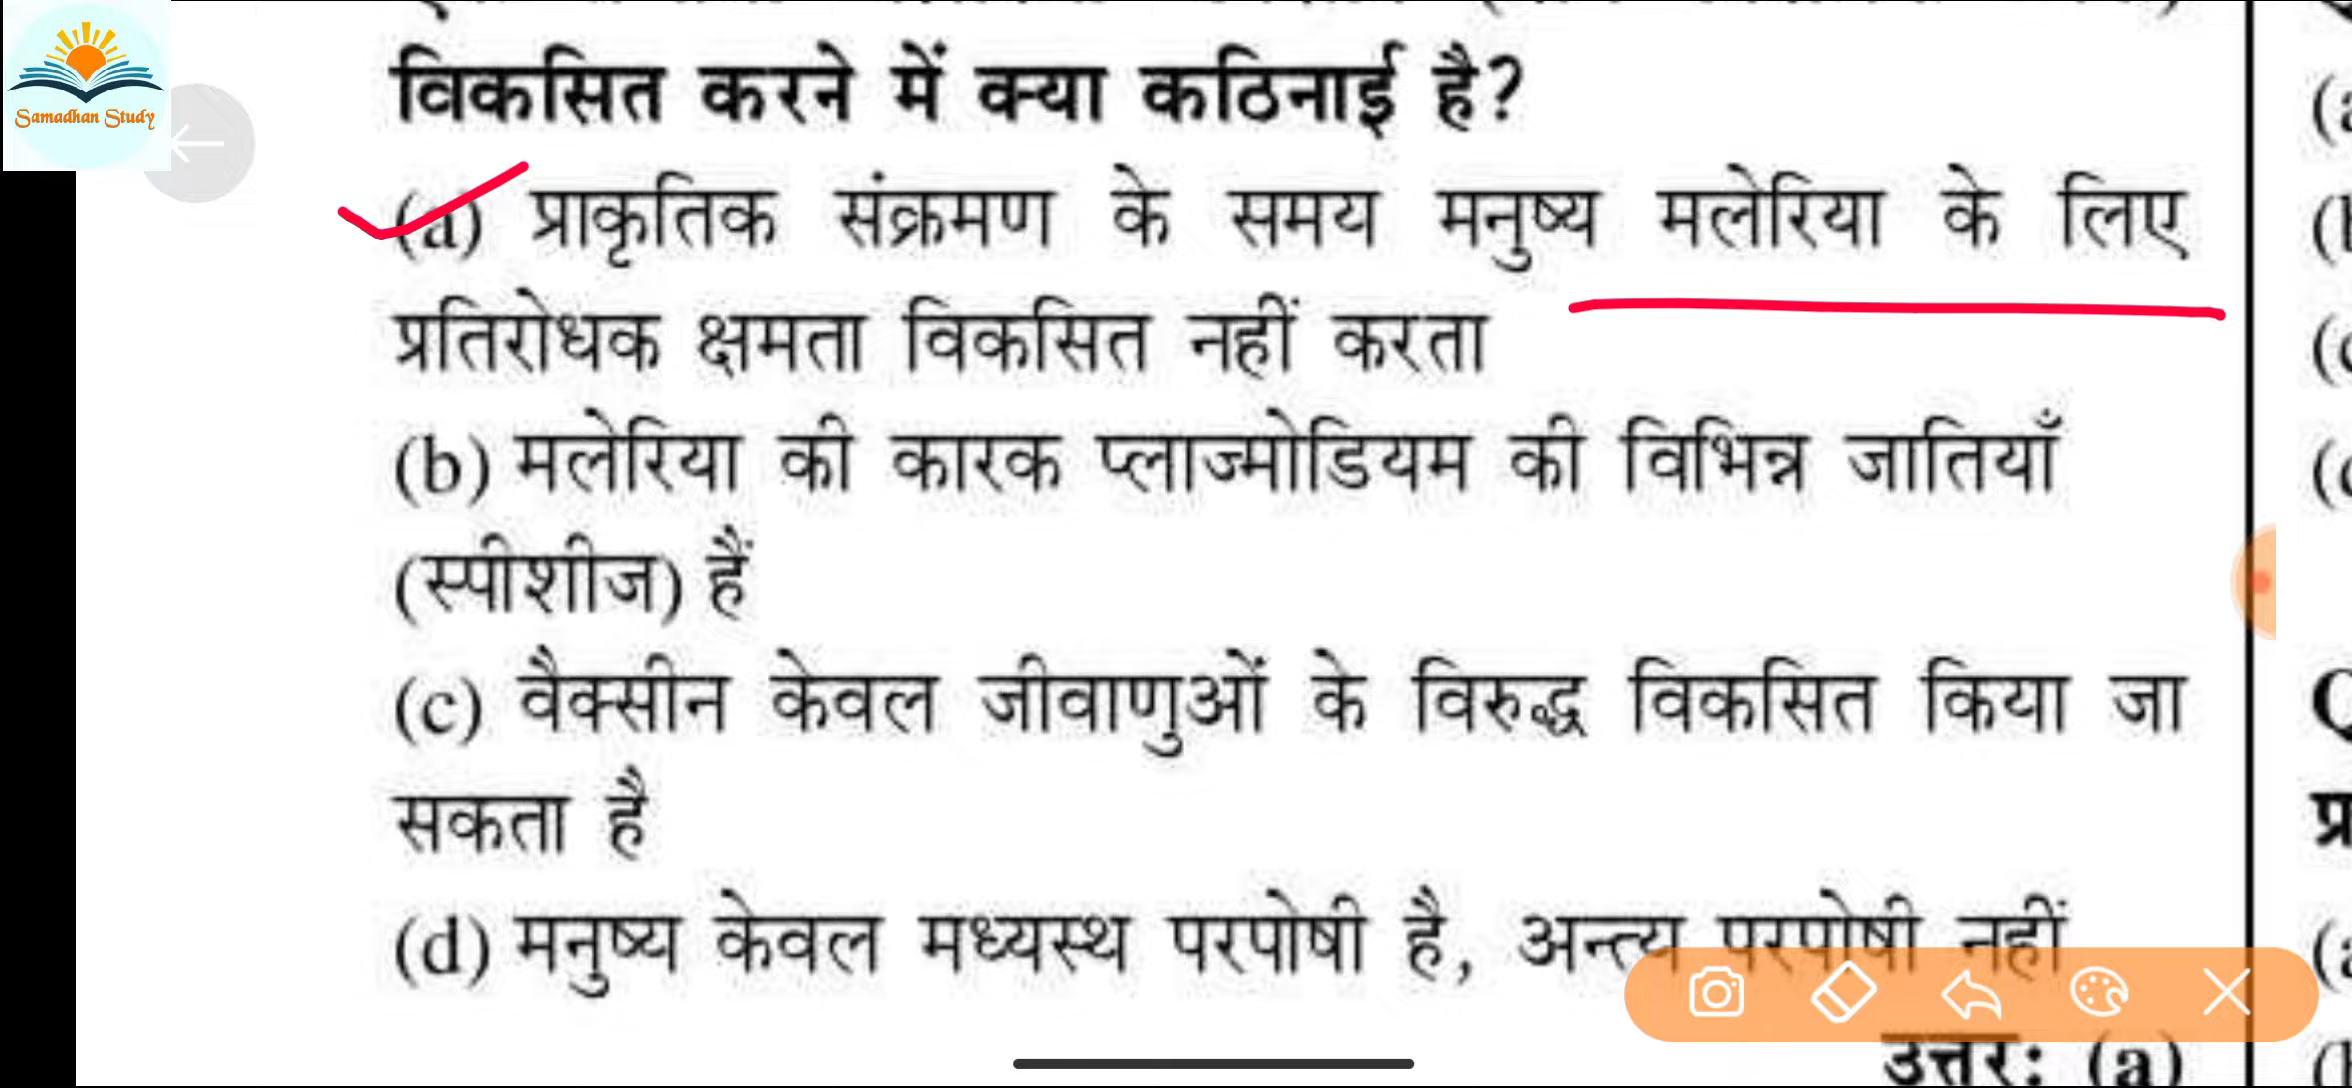 Samadhan Study
विकसित करने में क्या कठिनाई है?
(a) प्राकृतिक संक्रमण के समय मनुष्य मलेरिया के लिए
प्रतिरोधक क्षमता विकसित नहीं करता
(b) मलेरिया की कारक प्लाज्मोडियम की विभिन्न जातियाँ
(स्पीशीज) हैं
(c) वैक्सीन केवल जीवाणुओं के विरुद्ध विकसित किया जा
सकता है
(d) मनुष्य केवल मध्यस्थ परपोषी है, अन्त्य परपोषी नहीं
उत्तर: (a)